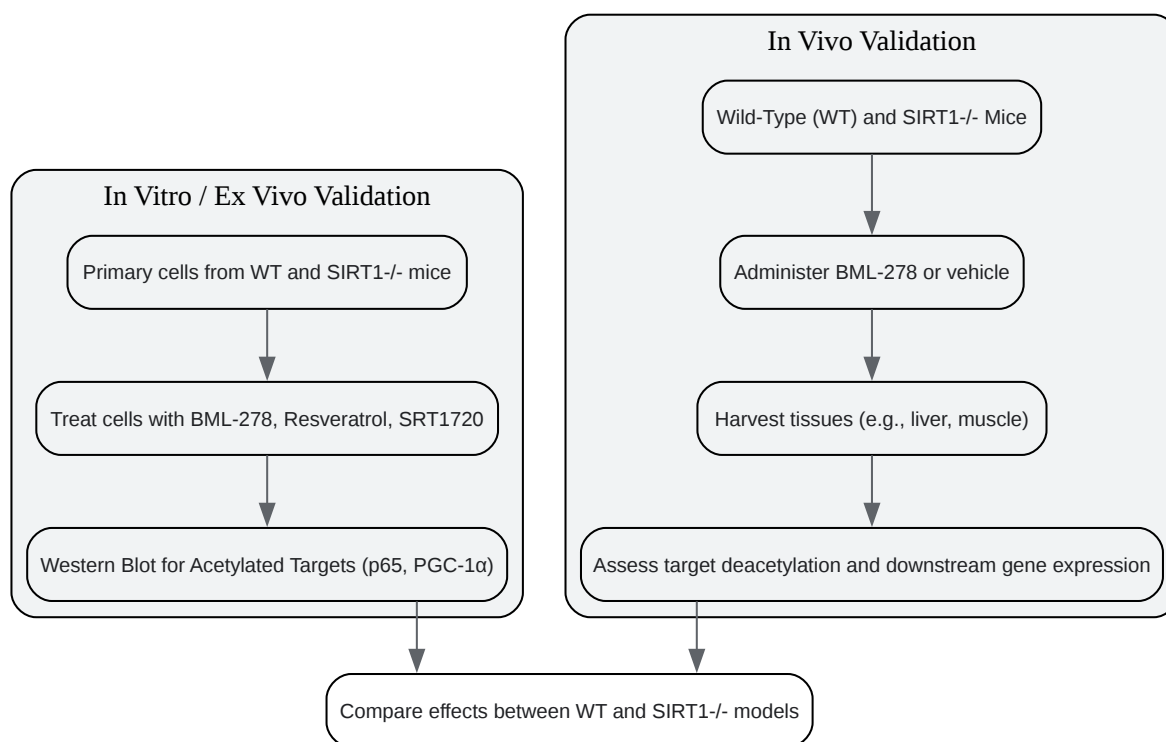 In Vitro / Ex Vivo Validation
Primary cells from WT and SIRT1-/- mice
Treat cells with BML-278, Resveratrol, SRT1720
Western Blot for Acetylated Targets (p65, PGC-1α)
In Vivo Validation
Wild-Type (WT) and SIRT1-/- Mice
Administer BML-278 or vehicle
Harvest tissues (e.g., liver, muscle)
Assess target deacetylation and downstream gene expression
Compare effects between WT and SIRT1-/- models